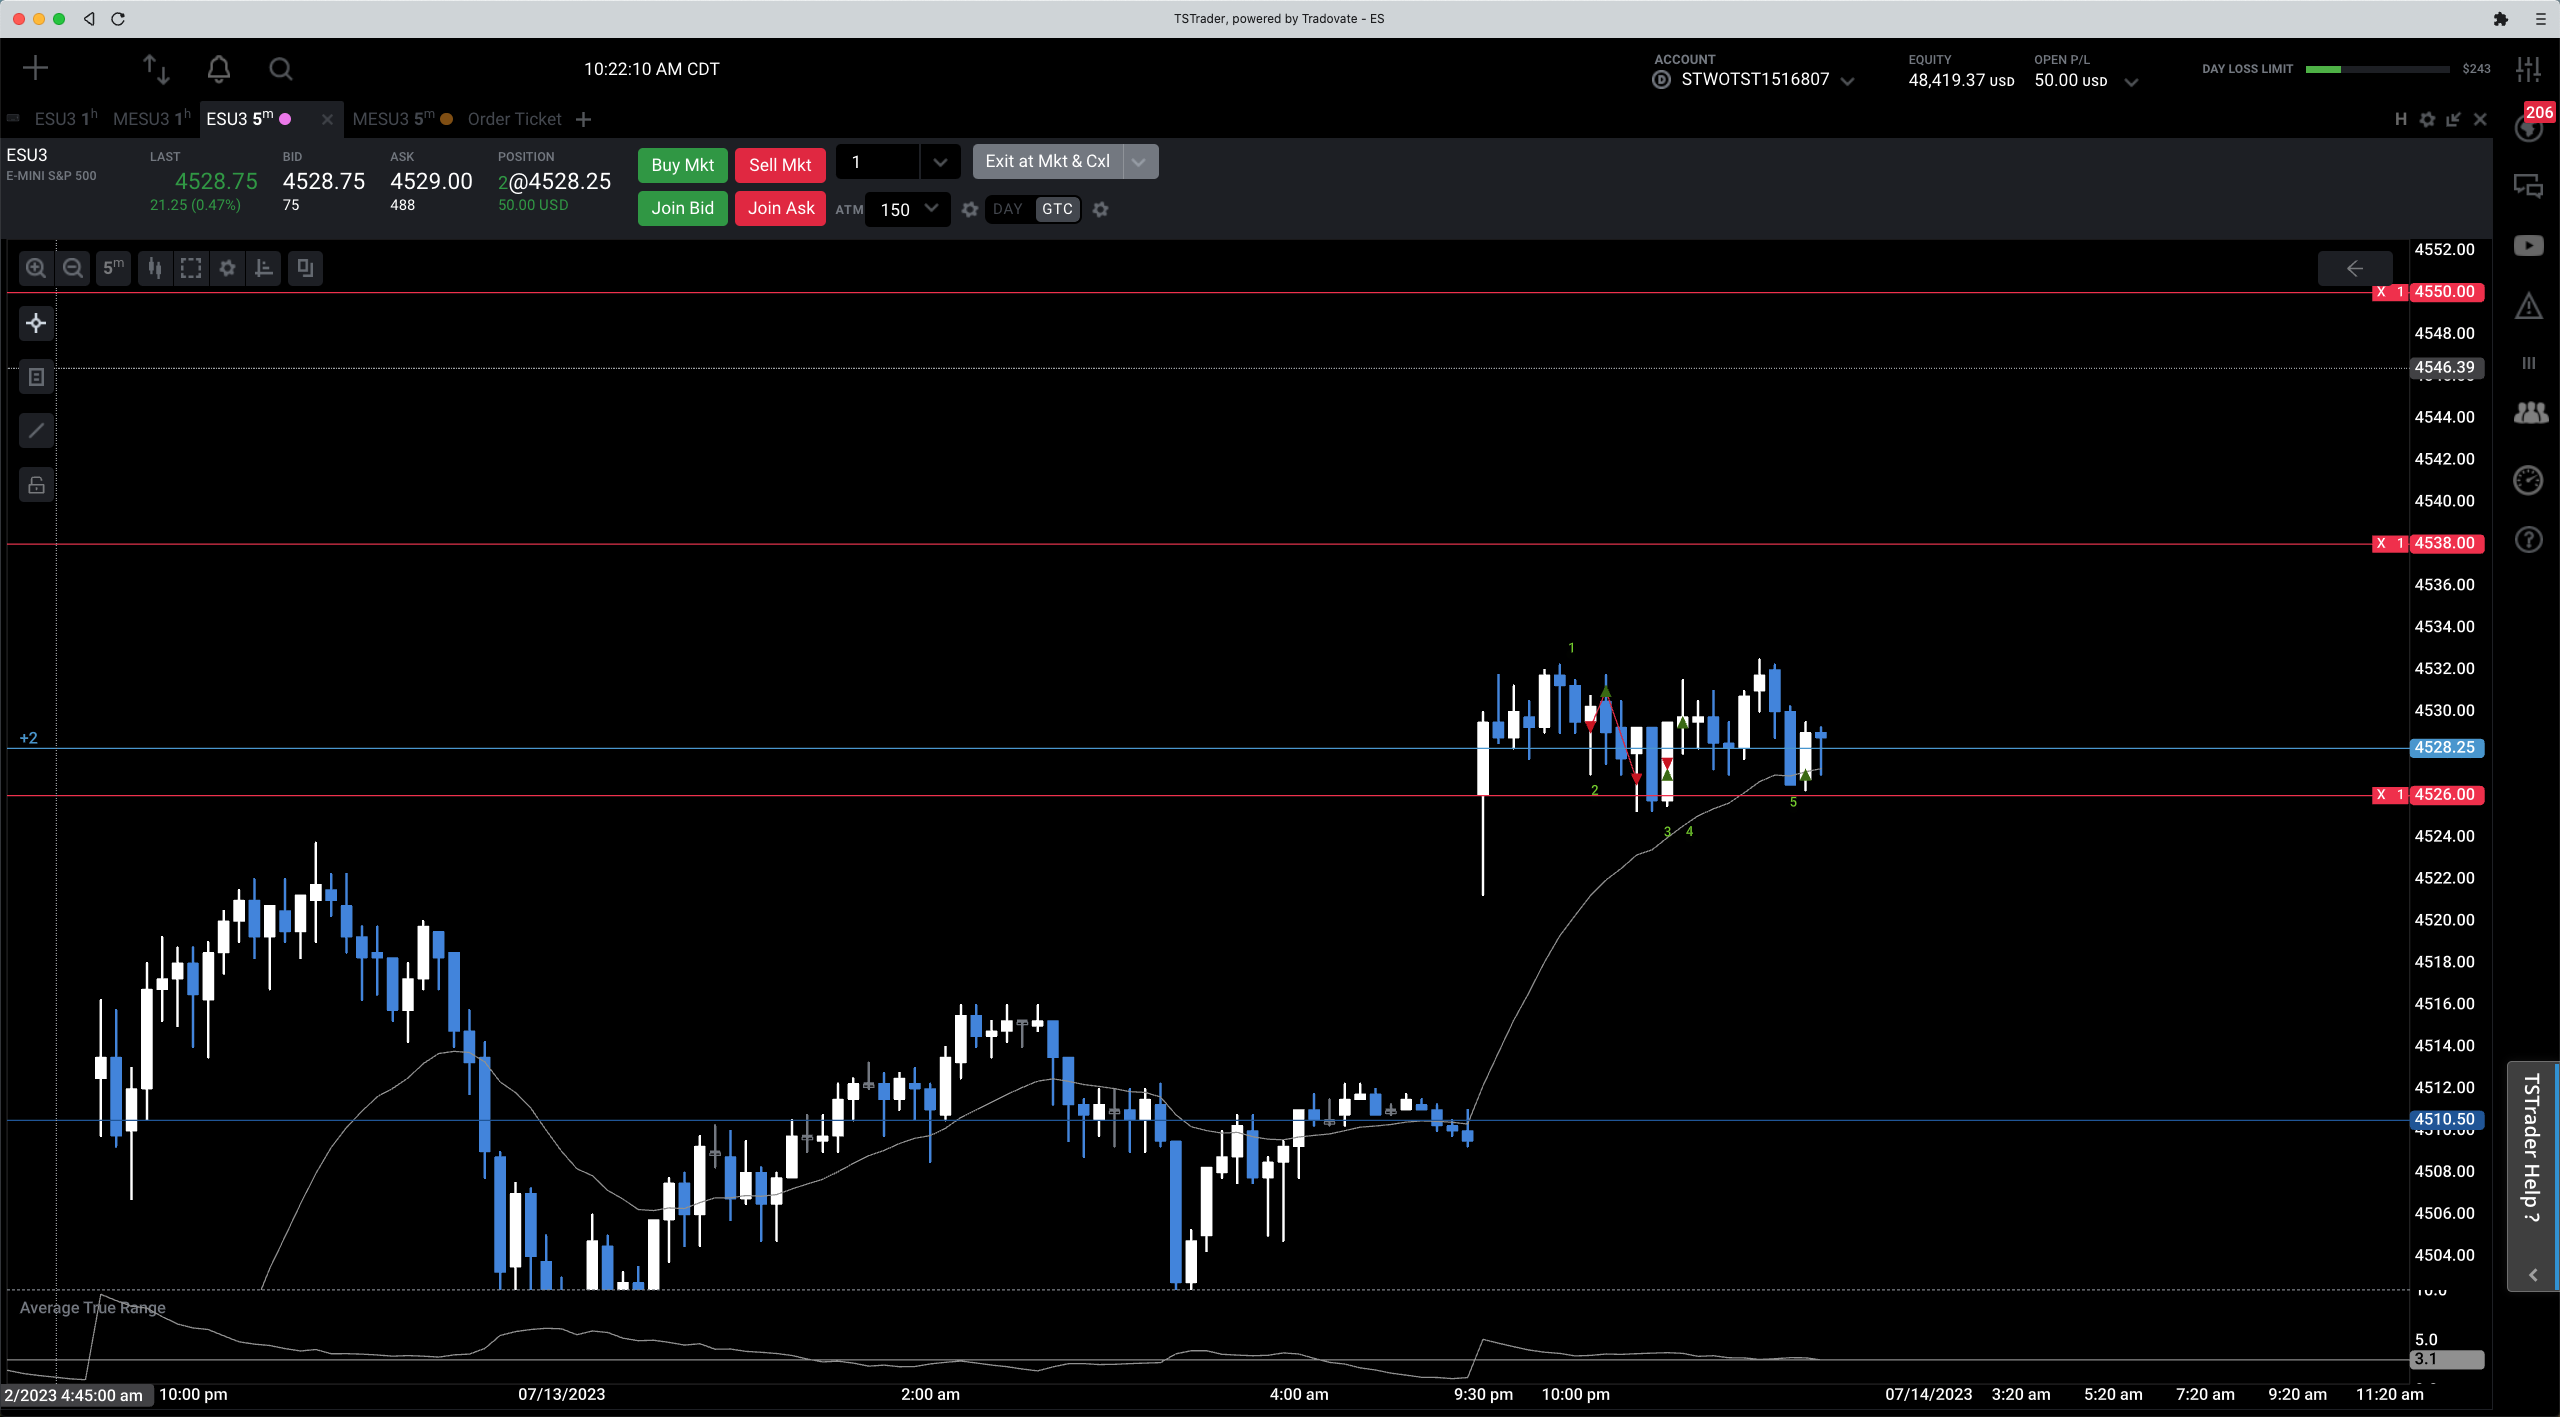 TSTrader, powered by Tradovate - ES
10:22:10 AM CDT
ACCOUNT
STWOTST1516807
EQUITY
48,419.37 USD
OPEN P/L
50.00 USD
DAY LOSS LIMIT
$243
206
ESU3 1h
MESU3 1h
ESU3 5m
MESU3 5m
Order Ticket
H
ESU3
E-MINI S&P 500
LAST
4528.75
21.25 (0.47%)
BID
4528.75
75
ASK
4529.00
488
POSITION
2@4528.25
50.00 USD
Buy Mkt
Sell Mkt
1
Exit at Mkt & Cxl
Join Bid
Join Ask
ATM
150
DAY
GTC
5m
4552.00
X 1 4550.00
4548.00
4546.39
4544.00
4542.00
4540.00
X 1 4538.00
4536.00
4534.00
1
4532.00
4530.00
+2
4528.25
2
X 1 4526.00
5
3 4
4524.00
4522.00
4520.00
4518.00
4516.00
4514.00
4512.00
4510.50
4508.00
4506.00
4504.00
TSTrader Help ?
Average True Range
5.0
3.1
2/2023 4:45:00 am
10:00 pm
07/13/2023
2:00 am
4:00 am
9:30 pm
10:00 pm
07/14/2023
3:20 am
5:20 am
7:20 am
9:20 am
11:20 am